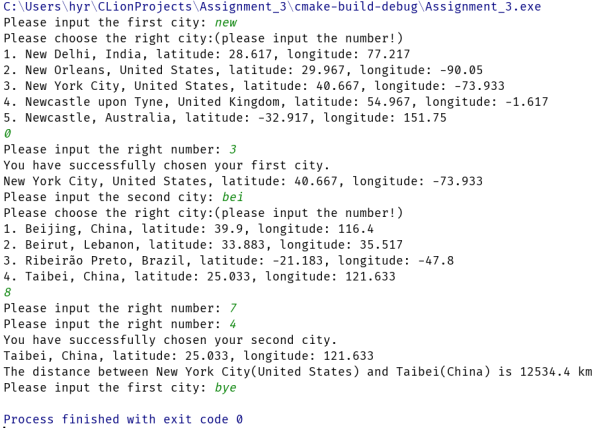 C:\Users\hyr\CLionProjects\Assignment_3\cmake-build-debug\Assignment_3.exe
Please input the first city: new
Please choose the right city:(please input the number!)
1. New Delhi, India, latitude: 28.617, longitude: 77.217
2. New Orleans, United States, latitude: 29.967, longitude: -90.05
3. New York City, United States, latitude: 40.667, longitude: -73.933
4. Newcastle upon Tyne, United Kingdom, latitude: 54.967, longitude: -1.617
5. Newcastle, Australia, latitude: -32.917, longitude: 151.75
0
Please input the right number: 3
You have successfully chosen your first city.
New York City, United States, latitude: 40.667, longitude: -73.933
Please input the second city: bei
Please choose the right city:(please input the number!)
1. Beijing, China, latitude: 39.9, longitude: 116.4
2. Beirut, Lebanon, latitude: 33.883, longitude: 35.517
3. Ribeirão Preto, Brazil, latitude: -21.183, longitude: -47.8
4. Taibei, China, latitude: 25.033, longitude: 121.633
8
Please input the right number: 7
Please input the right number: 4
You have successfully chosen your second city.
Taibei, China, latitude: 25.033, longitude: 121.633
The distance between New York City(United States) and Taibei(China) is 12534.4 km
Please input the first city: bye
Process finished with exit code 0